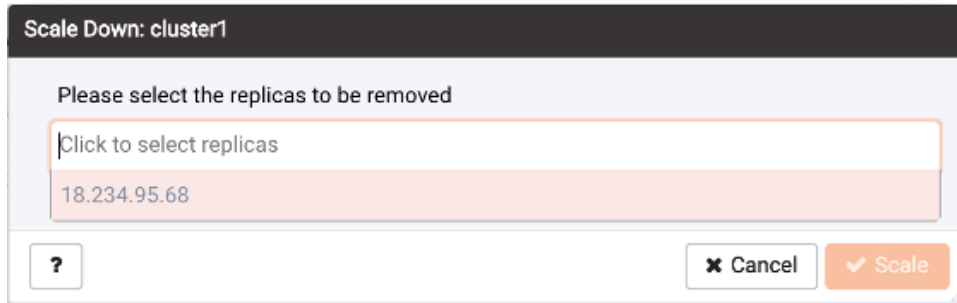 Scale Down: cluster1
Please select the replicas to be removed
Click to select replicas
18.234.95.68
?
Cancel
Scale